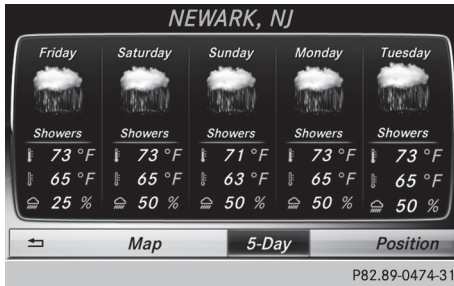 NEWARK, NJ
Friday Saturday Sunday Monday Tuesday
Showers Showers Showers Showers Showers
73 °F 73 °F 71 °F 73 °F 73 °F
65 °F 65 °F 63 °F 65 °F 65 °F
25 % 50 % 50 % 50 % 50 %
Map 5-Day Position
P82.89-0474-31